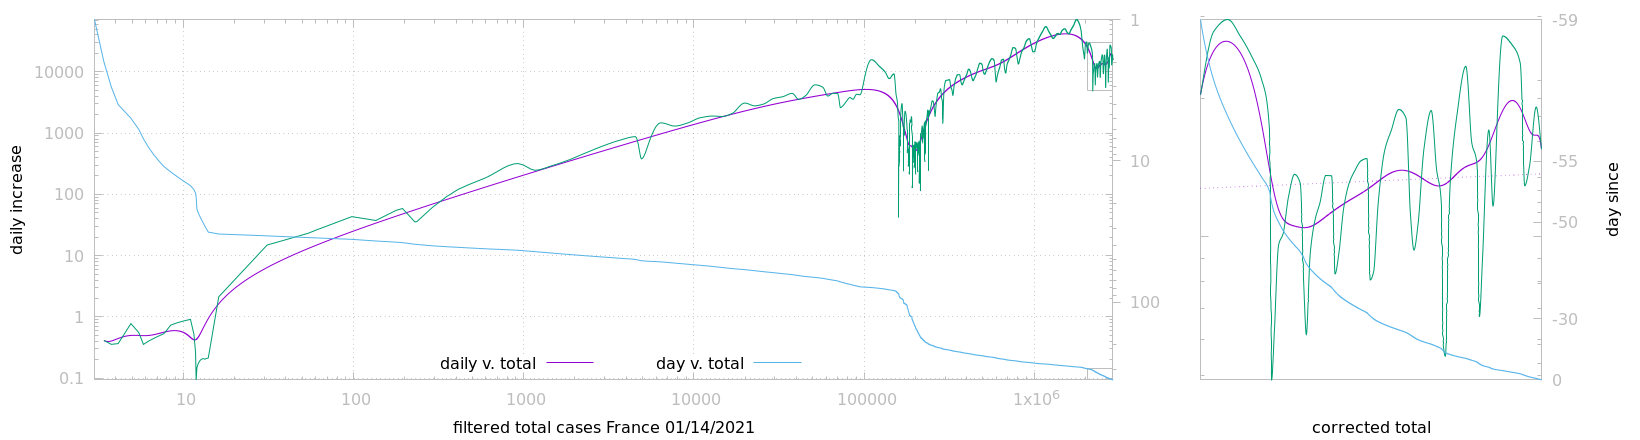 daily increase
10000
1000
100
10
1
0.1
1
10
100
daily v. total
day v. total
10
100
1000
10000
100000
1x10^6
filtered total cases France 01/14/2021
-59
-55
-50
-30
0
day since
corrected total